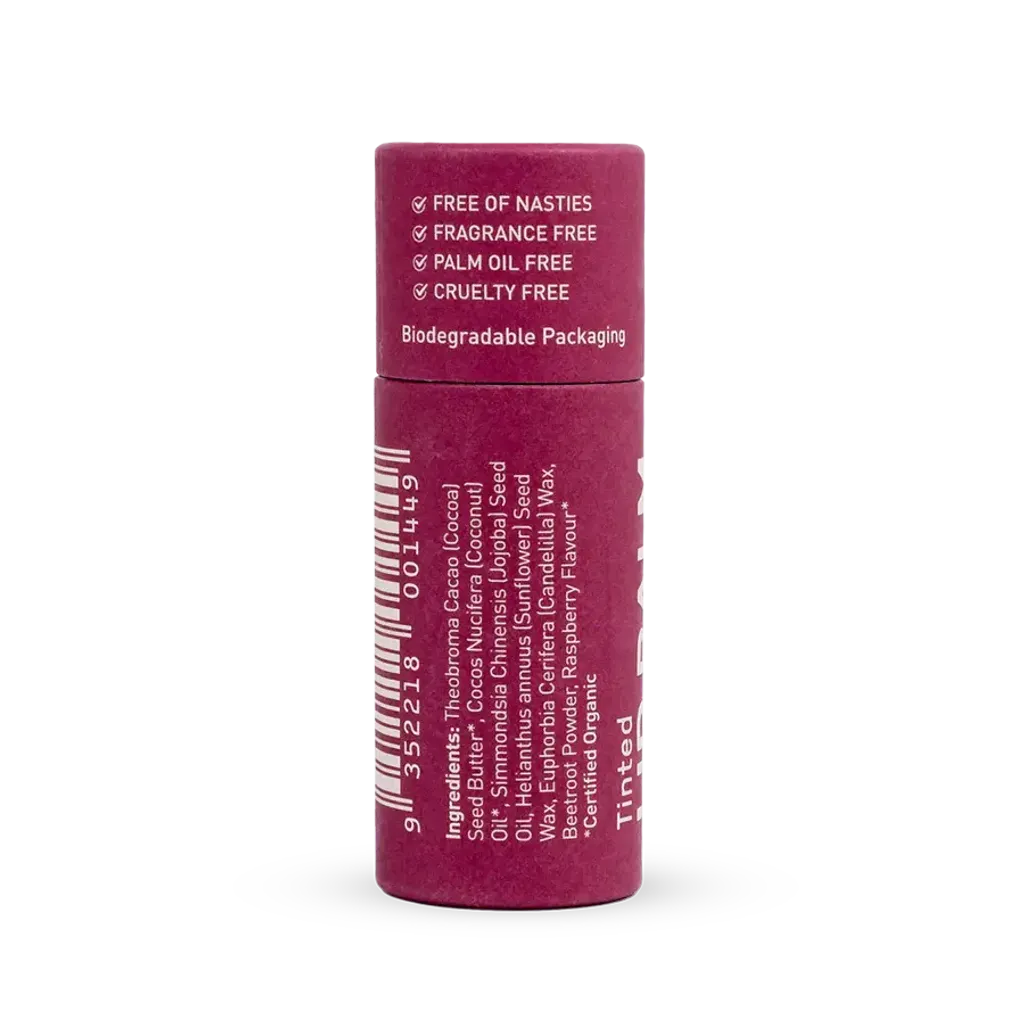 FREE OF NASTIES
FRAGRANCE FREE
PALM OIL FREE
CRUELTY FREE
Biodegradable Packaging
9 352218 001449
Ingredients: Theobroma Cacao (Cocoa)
Seed Butter*, Cocos Nucifera (Coconut)
Oil*, Simmondsia Chinensis (Jojoba) Seed
Oil, Helianthus annuus (Sunflower) Seed
Wax, Euphorbia Cerifera (Candelilla) Wax,
Beetroot Powder, Raspberry Flavour*
*Certified Organic
Tinted